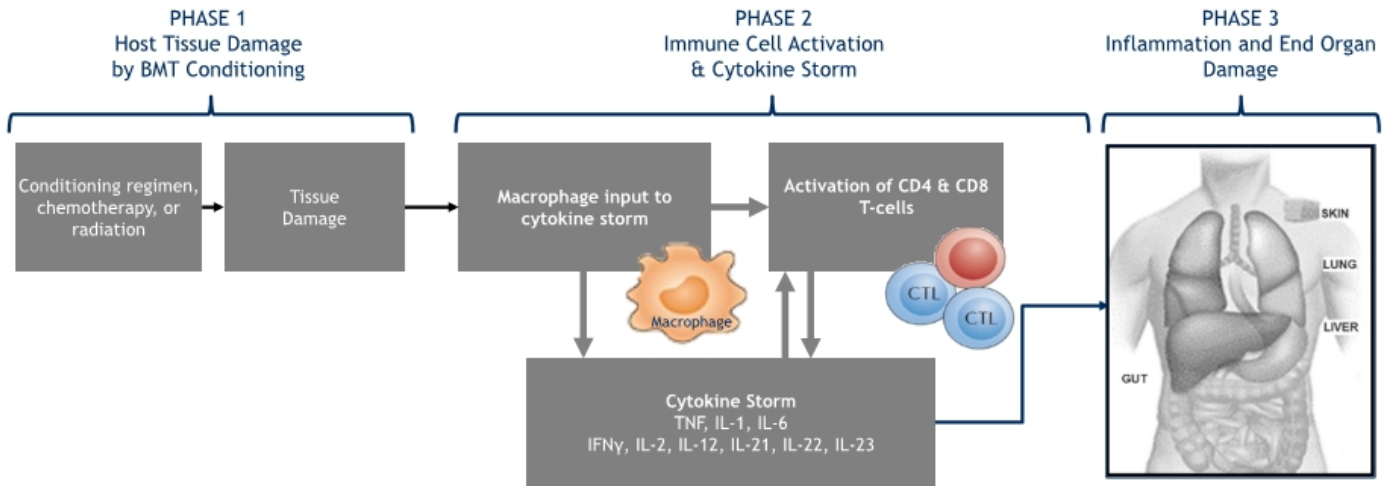 PHASE 1
Host Tissue Damage
by BMT Conditioning
PHASE 2
Immune Cell Activation
& Cytokine Storm
PHASE 3
Inflammation and End Organ
Damage
Conditioning regimen,
chemotherapy, or
radiation
Tissue
Damage
Macrophage input to
cytokine storm
Macrophage
Activation of CD4 & CD8
T-cells
CTL
CTL
Cytokine Storm
TNF, IL-1, IL-6
IFNγ, IL-2, IL-12, IL-21, IL-22, IL-23
SKIN
LUNG
LIVER
GUT